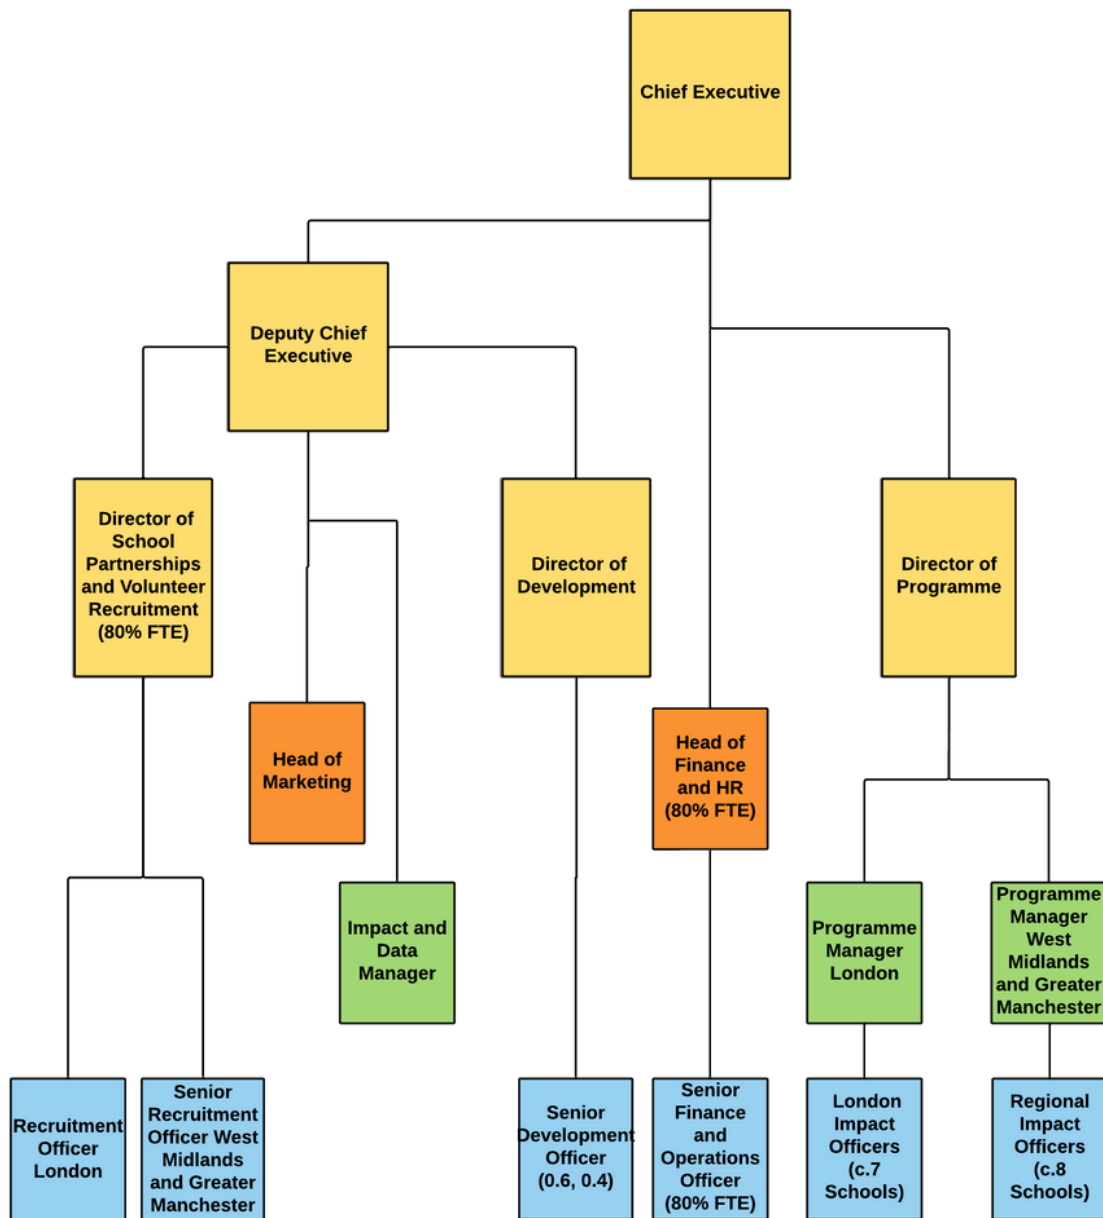 Chief Executive
Deputy Chief
Executive
Director of
School
Partnerships
and Volunteer
Recruitment
(80% FTE)
Director of
Development
Director of
Programme
Head of
Marketing
Head of
Finance
and HR
(80% FTE)
Impact and
Data
Manager
Programme
Manager
London
Programme
Manager
West
Midlands
and Greater
Manchester
Recruitment
Officer
London
Senior
Recruitment
Officer West
Midlands
and Greater
Manchester
Senior
Development
Officer
(0.6, 0.4)
Senior
Finance
and
Operations
Officer
(80% FTE)
London
Impact
Officers
(c.7
Schools)
Regional
Impact
Officers
(c.8
Schools)